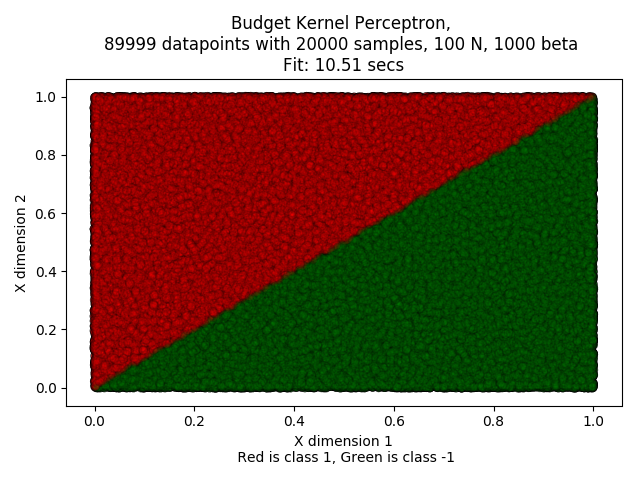 Budget Kernel Perceptron,
89999 datapoints with 20000 samples, 100 N, 1000 beta
Fit: 10.51 secs
1.0
0.8
0.6
0.4
0.2
0.0
X dimension 2
0.0 0.2 0.4 0.6 0.8 1.0
X dimension 1
Red is class 1, Green is class -1